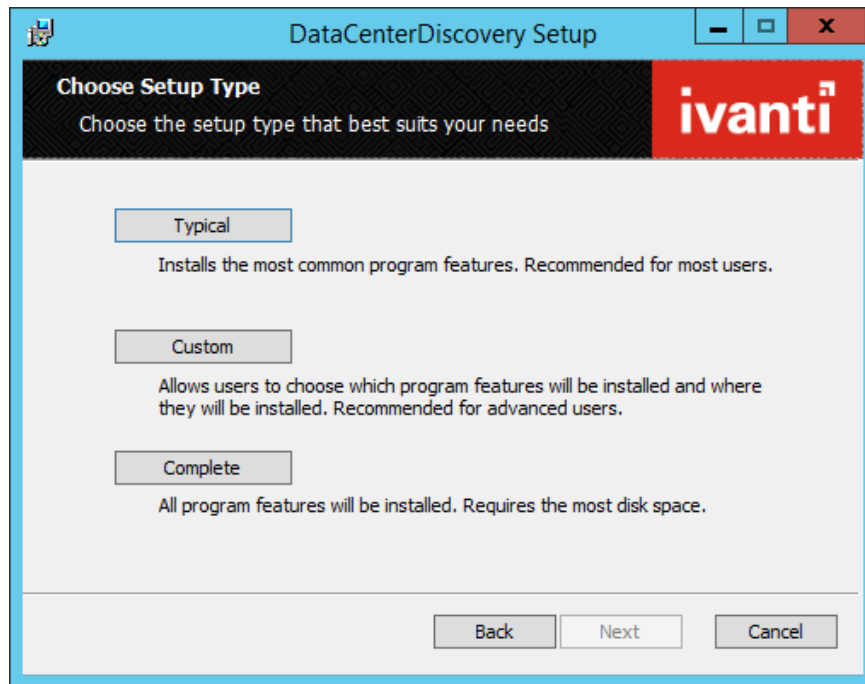 DataCenterDiscovery Setup
Choose Setup Type
Choose the setup type that best suits your needs
ivanti
Typical
Installs the most common program features. Recommended for most users.
Custom
Allows users to choose which program features will be installed and where
they will be installed. Recommended for advanced users.
Complete
All program features will be installed. Requires the most disk space.
Back Next Cancel